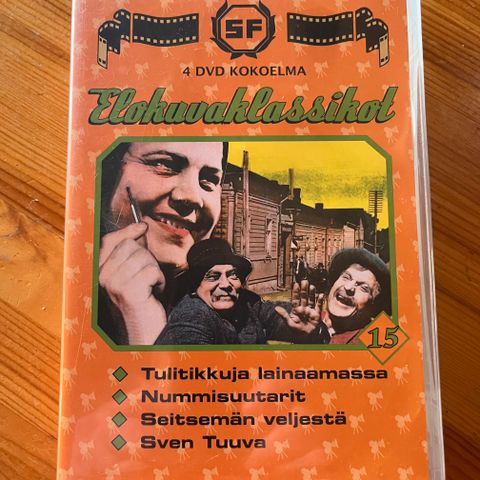 SF
4 DVD KOKOELMA
Elokuvaklassikot
15
Tulitikkuja lainaamassa
Nummisuutarit
Seitsemän veljestä
Sven Tuuva